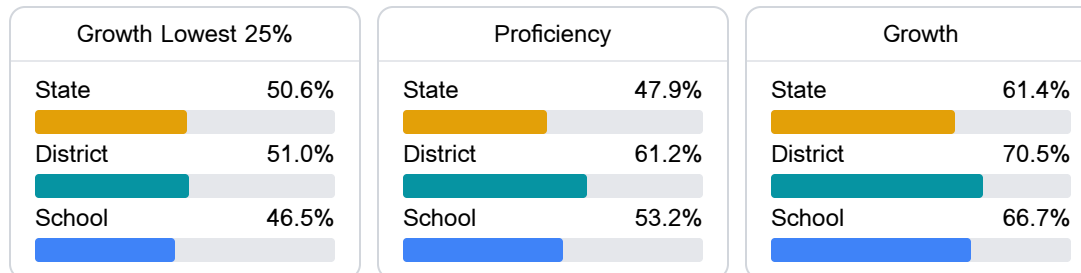 Growth Lowest 25%
State 50.6%
District 51.0%
School 46.5%
Proficiency
State 47.9%
District 61.2%
School 53.2%
Growth
State 61.4%
District 70.5%
School 66.7%